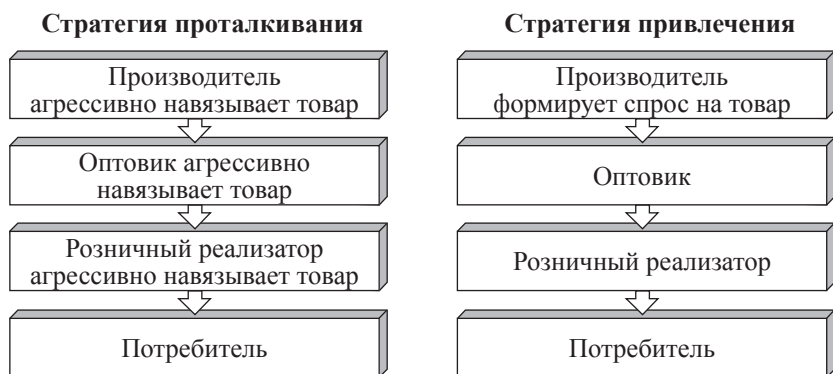 Стратегия проталкивания
Производитель
агрессивно навязывает товар
Оптовик агрессивно
навязывает товар
Розничный реализатор
агрессивно навязывает товар
Потребитель
Стратегия привлечения
Производитель
формирует спрос на товар
Оптовик
Розничный реализатор
Потребитель